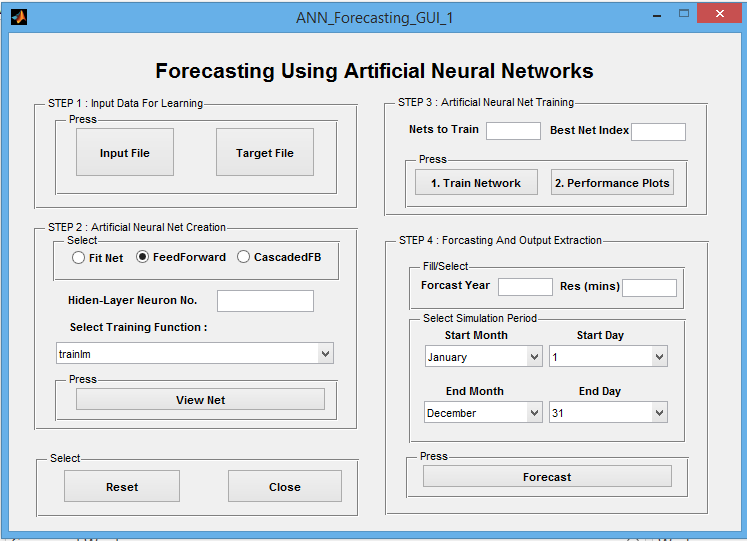 ANN_Forecasting_GUI_1
Forecasting Using Artificial Neural Networks
STEP 1 : Input Data For Learning
Press
Input File
Target File
STEP 2 : Artificial Neural Net Creation
Select
Fit Net
FeedForward
CascadedFB
Hiden-Layer Neuron No.
Select Training Function :
trainlm
Press
View Net
Select
Reset
Close
STEP 3 : Artificial Neural Net Training
Nets to Train
Best Net Index
Press
1. Train Network
2. Performance Plots
STEP 4 : Forcasting And Output Extraction
Fill/Select
Forcast Year
Res (mins)
Select Simulation Period
Start Month
Start Day
January
1
End Month
End Day
December
31
Press
Forecast